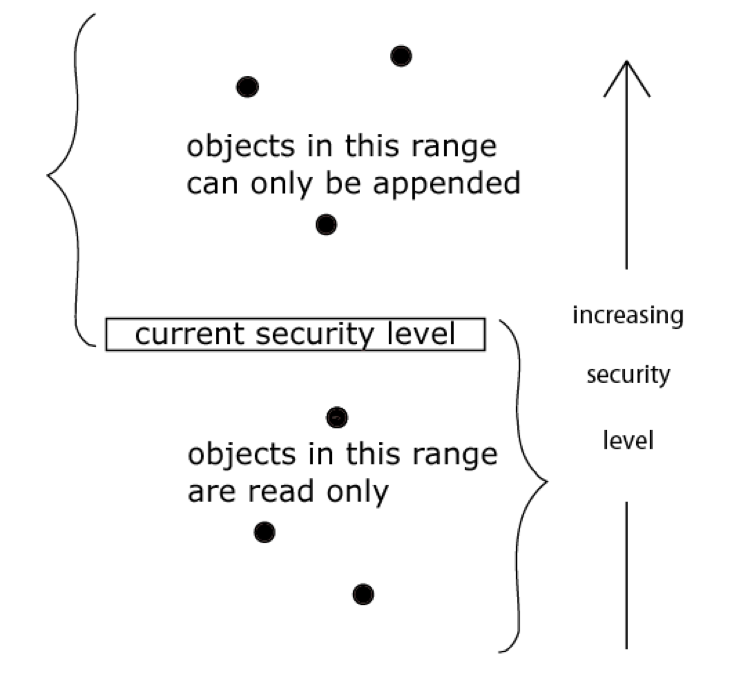 objects in this range
can only be appended
current security level
objects in this range
are read only
increasing
security
level